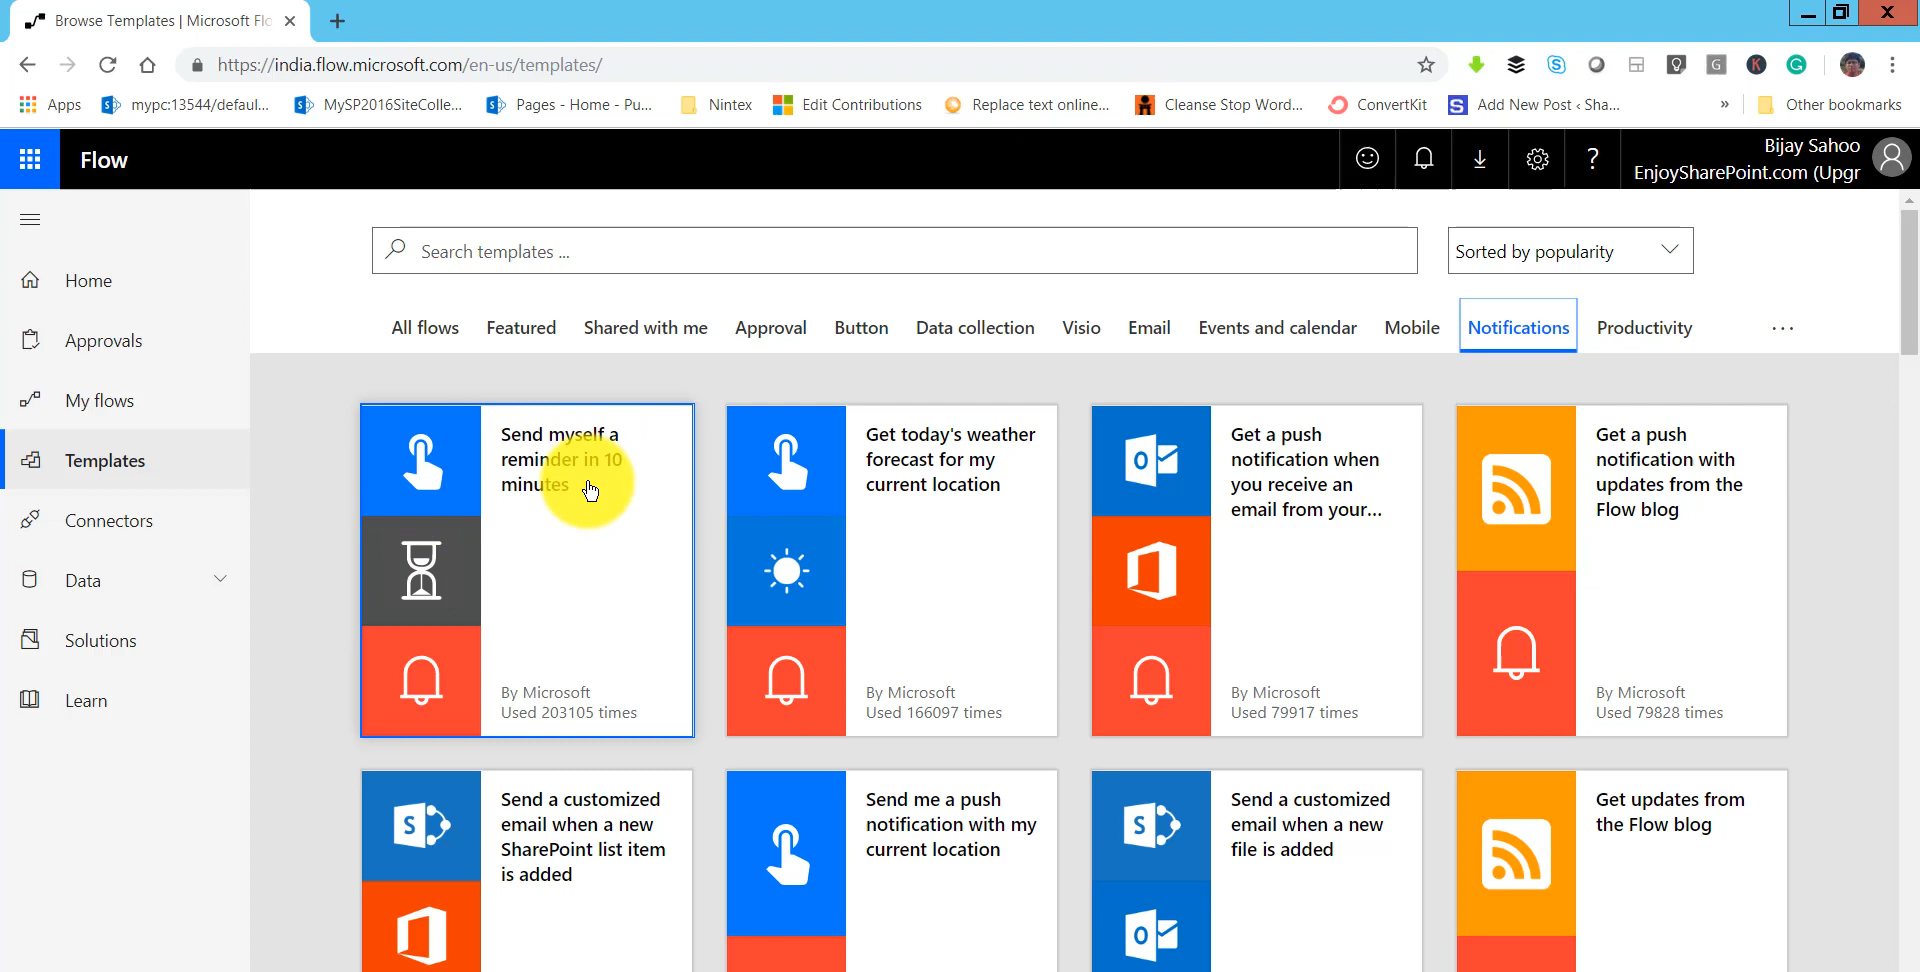 Browse Templates | Microsoft Flo
https://india.flow.microsoft.com/en-us/templates/
Apps
mypc:13544/defaul...
MySP2016SiteColle...
Pages - Home - Pu...
Nintex
Edit Contributions
Replace text online...
Cleanse Stop Word...
ConvertKit
Add New Post ‹ Sha...
»
Other bookmarks
Flow
?
Bijay Sahoo
EnjoySharePoint.com (Upgr
Search templates ...
Sorted by popularity
Home
Approvals
My flows
Templates
Connectors
Data
Solutions
Learn
All flows
Featured
Shared with me
Approval
Button
Data collection
Visio
Email
Events and calendar
Mobile
Notifications
Productivity
...
Send myself a
reminder in 10
minutes
By Microsoft
Used 203105 times
Get today's weather
forecast for my
current location
By Microsoft
Used 166097 times
Get a push
notification when
you receive an
email from your...
By Microsoft
Used 79917 times
Get a push
notification with
updates from the
Flow blog
By Microsoft
Used 79828 times
Send a customized
email when a new
SharePoint list item
is added
Send me a push
notification with my
current location
Send a customized
email when a new
file is added
Get updates from
the Flow blog